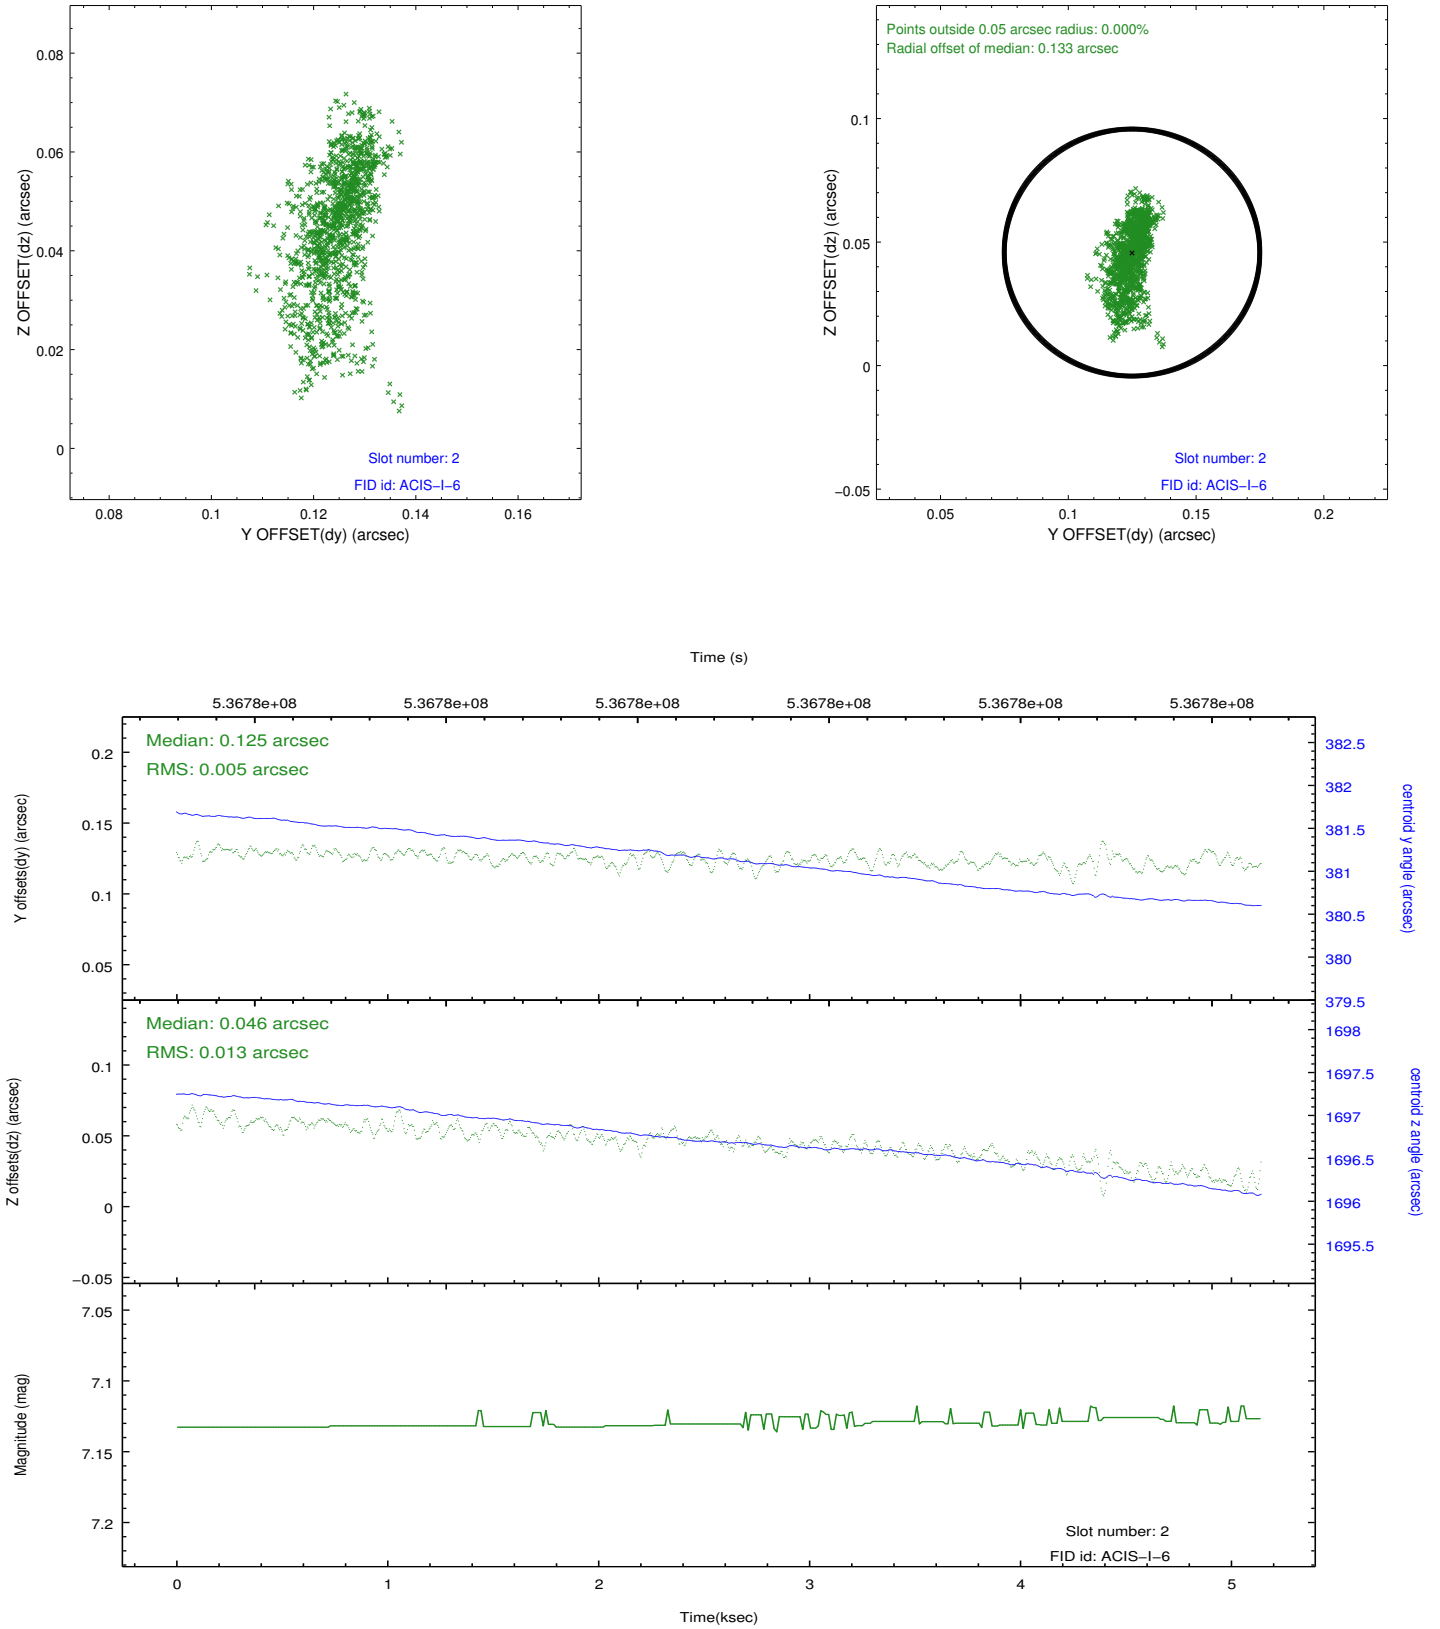 0.08
0.06
0.04
0.02
0
Z OFFSET(dz) (arcsec)
Slot number: 2
FID id: ACIS−I−6
0.08 0.1 0.12 0.14 0.16
Y OFFSET(dy) (arcsec)
Points outside 0.05 arcsec radius: 0.000%
Radial offset of median: 0.133 arcsec
0.1
0.05
0
−0.05
Z OFFSET(dz) (arcsec)
Slot number: 2
FID id: ACIS−I−6
0.05 0.1 0.15 0.2
Y OFFSET(dy) (arcsec)
Time (s)
5.3678e+08 5.3678e+08 5.3678e+08 5.3678e+08 5.3678e+08 5.3678e+08
Median: 0.125 arcsec
RMS: 0.005 arcsec
0.2
0.15
0.1
0.05
Y offsets(dy) (arcsec)
382.5
382
381.5
381
380.5
380
379.5
centroid y angle (arcsec)
Median: 0.046 arcsec
RMS: 0.013 arcsec
0.1
0.05
0
−0.05
Z offsets(dz) (arcsec)
1698
1697.5
1697
1696.5
1696
1695.5
centroid z angle (arcsec)
7.05
7.1
7.15
7.2
Magnitude (mag)
Slot number: 2
FID id: ACIS−I−6
0 1 2 3 4 5
Time(ksec)